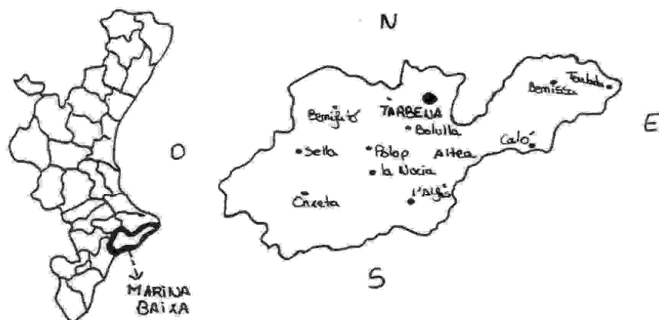 N
Teulada
Benissa
TÀRBENA
Benifató
Bolulla
E
O
Sella
Polop
Altea
Calp
la Nucia
l'Alfàs
Orxeta
S
MARINA
BAIXA